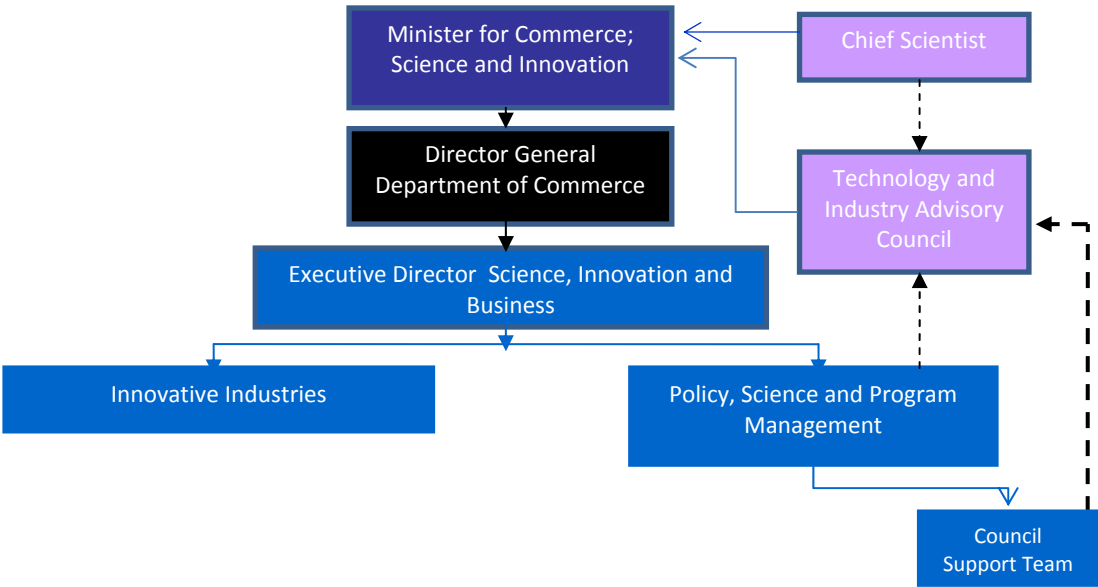 Minister for Commerce;
Science and Innovation
Chief Scientist
Director General
Department of Commerce
Technology and
Industry Advisory
Council
Executive Director  Science, Innovation and
Business
Innovative Industries
Policy, Science and Program
Management
Council
Support Team